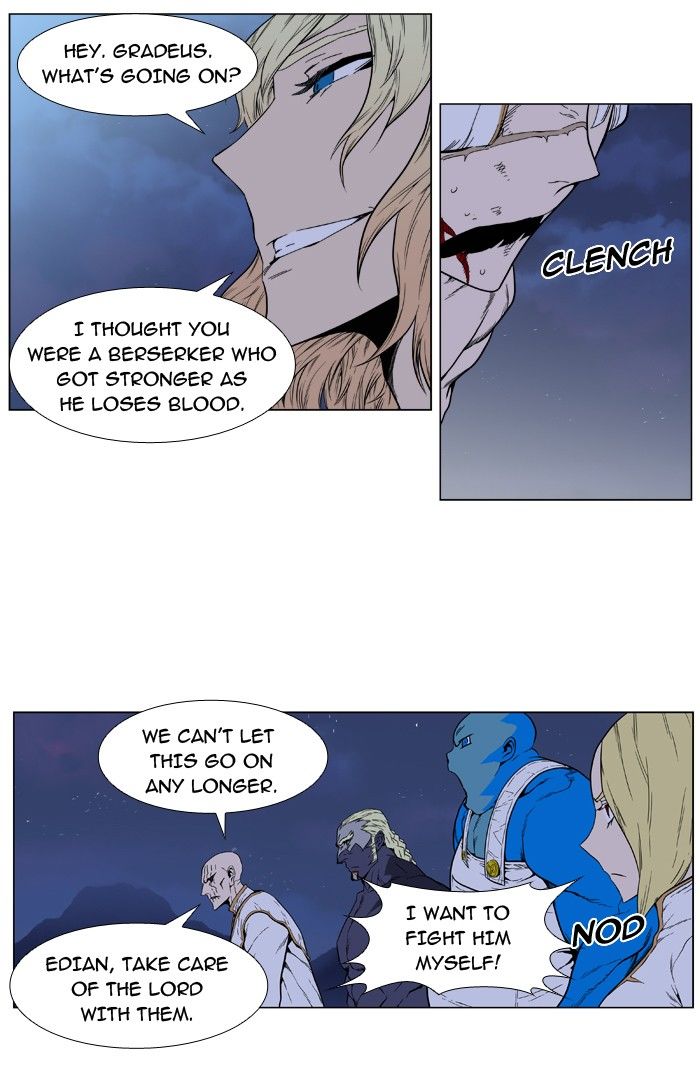 HEY, GRADEUS.
WHAT'S GOING ON?
I THOUGHT YOU
WERE A BERSERKER WHO
GOT STRONGER AS
HE LOSES BLOOD.
CLENCH
WE CAN'T LET
THIS GO ON
ANY LONGER.
EDIAN, TAKE CARE
OF THE LORD
WITH THEM.
I WANT TO
FIGHT HIM
MYSELF!
NOD